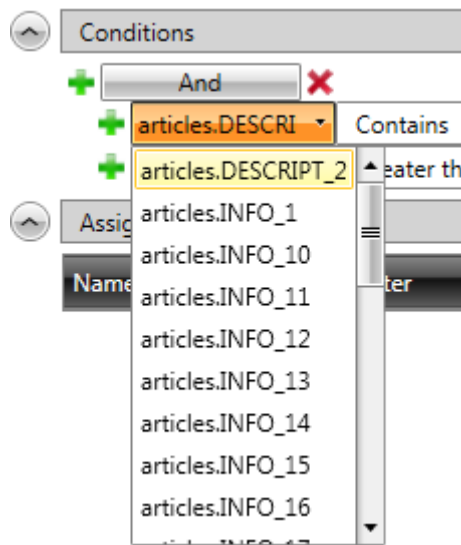 Conditions
And
articles.DESCRI Contains
articles.DESCRIPT_2 eater th
articles.INFO_1
Assig
articles.INFO_10
Name ter
articles.INFO_11
articles.INFO_12
articles.INFO_13
articles.INFO_14
articles.INFO_15
articles.INFO_16